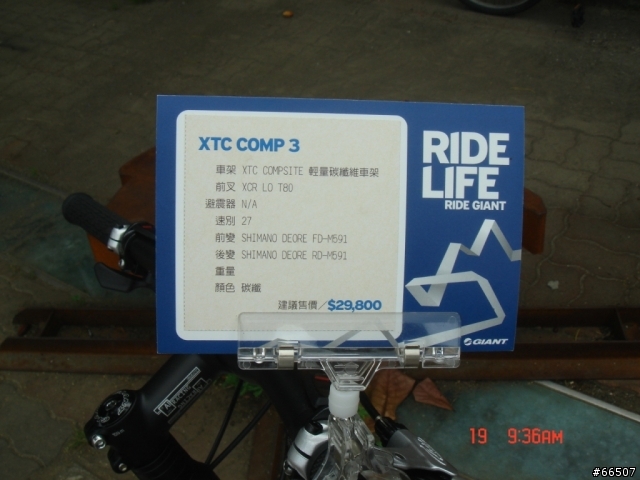 XTC COMP 3
車架 XTC COMPSITE 輕量碳纖維車架
前叉 XCR LO T80
避震器 N/A
速別 27
前變 SHIMANO DEORE FD-M591
後變 SHIMANO DEORE RD-M591
重量
顏色 碳纖
建議售價/$29,800
RIDE
LIFE
RIDE GIANT
GIANT
19 9:36AM
#66507